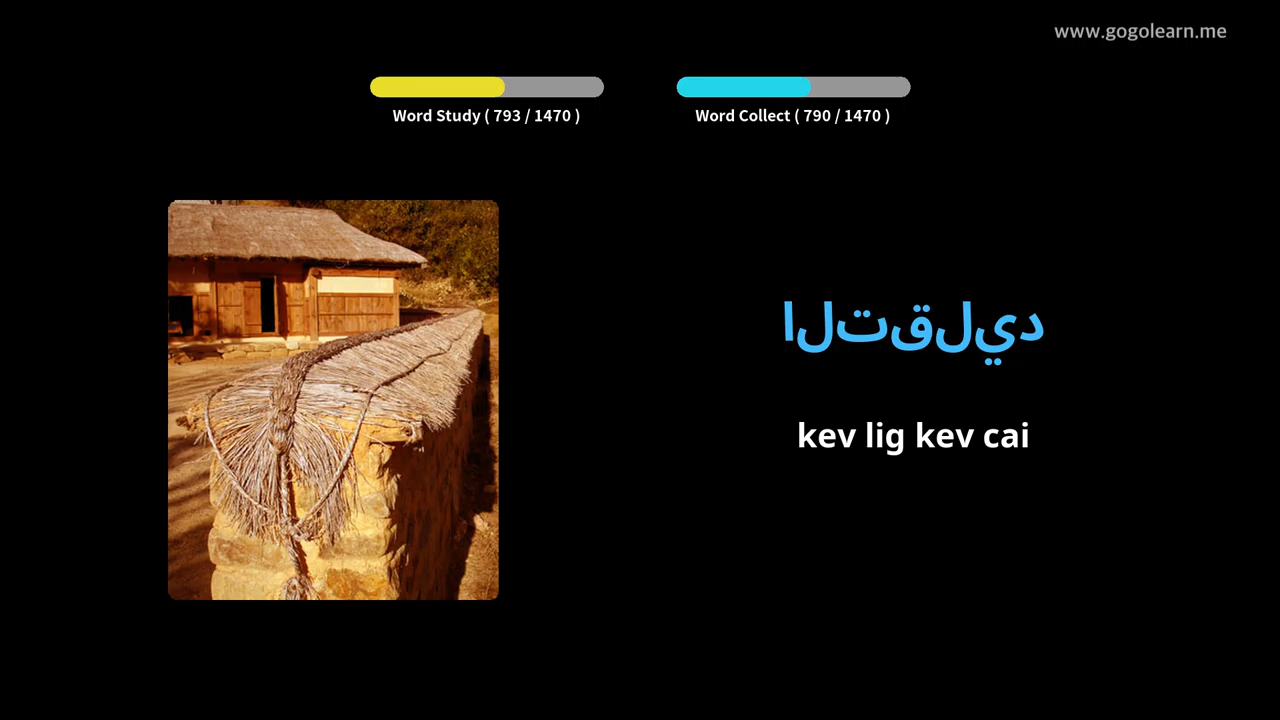 www.gogolearn.me
Word Study ( 793 / 1470 )
Word Collect ( 790 / 1470 )
التقليد
kev lig kev cai